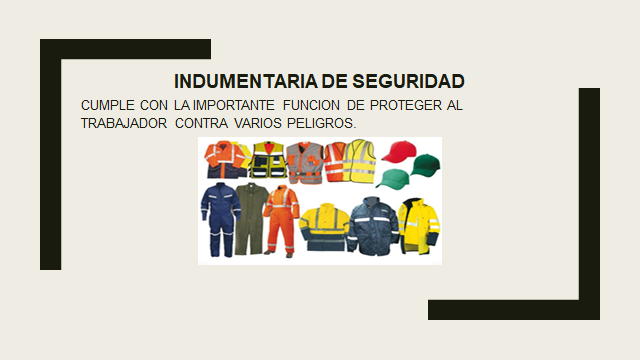 INDUMENTARIA DE SEGURIDAD
CUMPLE CON LA IMPORTANTE FUNCION DE PROTEGER AL
TRABAJADOR CONTRA VARIOS PELIGROS.